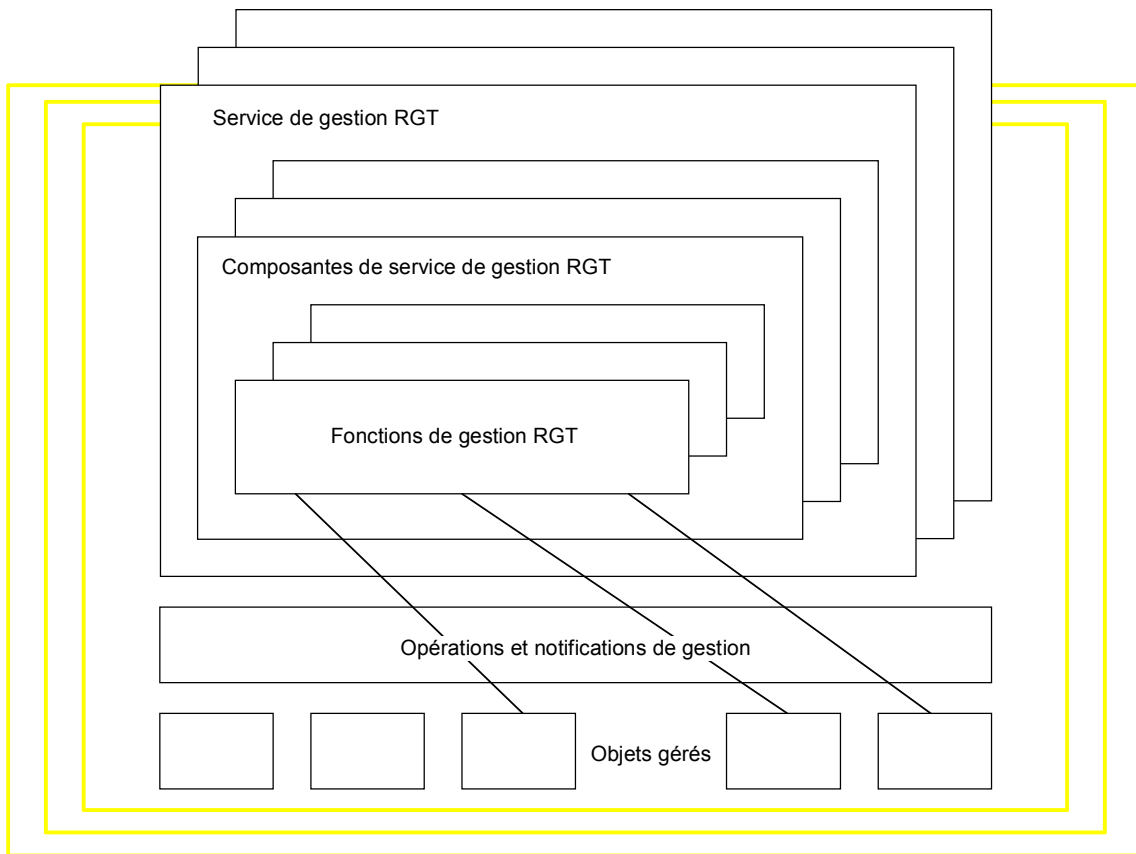 Service de gestion RGT
Composantes de service de gestion RGT
Fonctions de gestion RGT
Opérations et notifications de gestion
Objets gérés